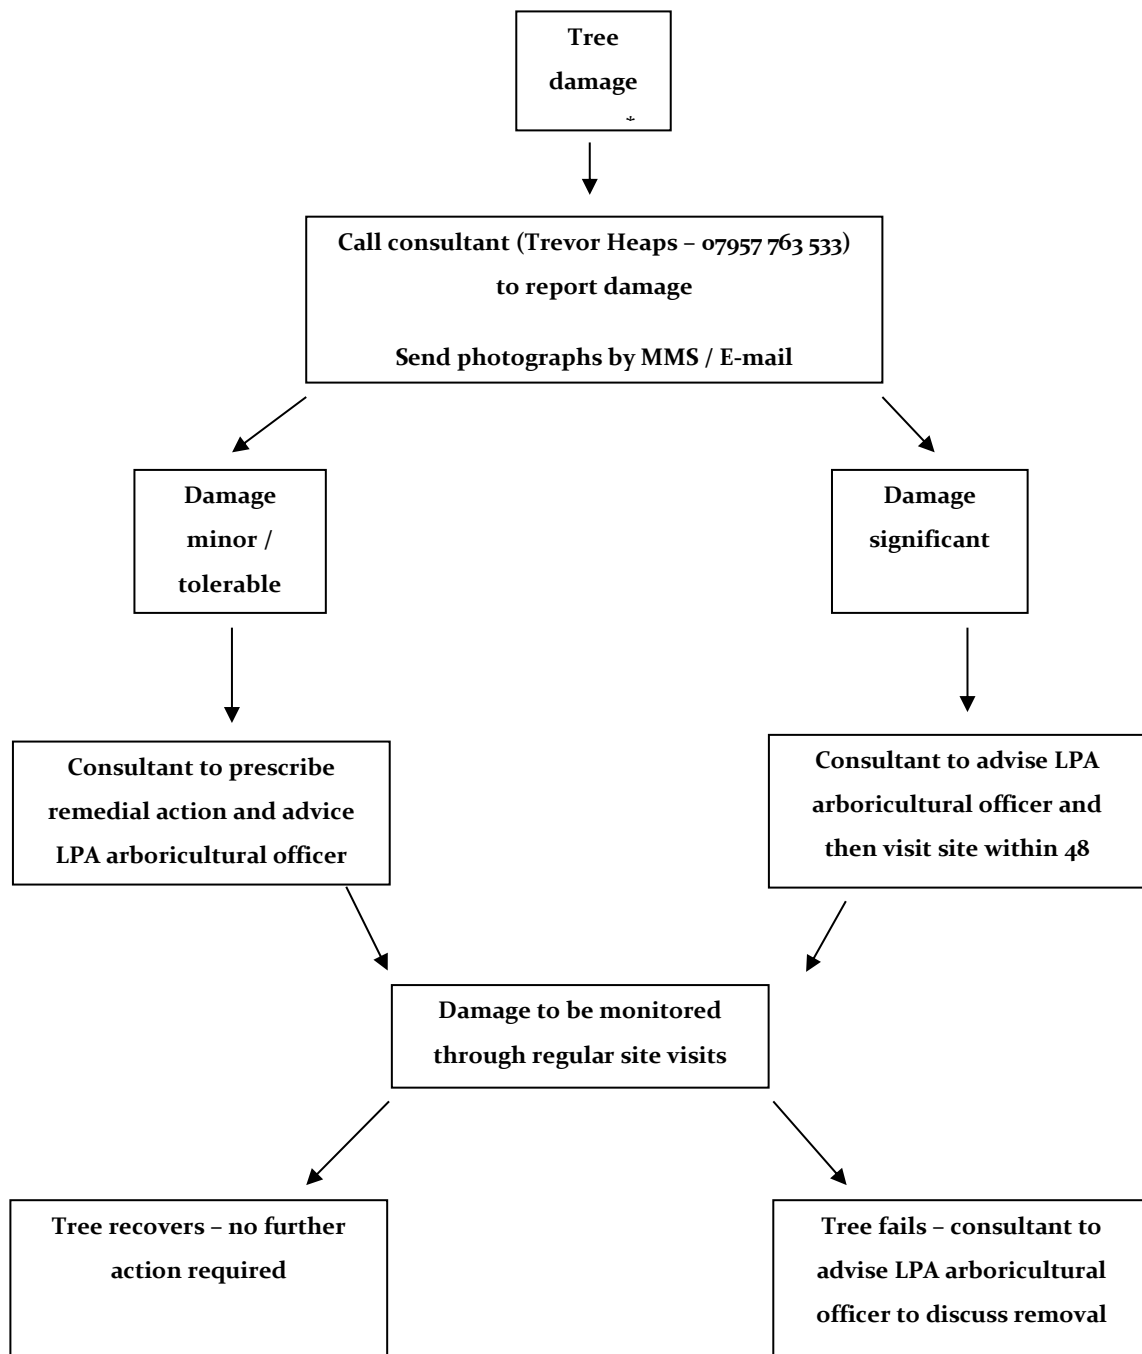 Tree
damage
*
Call consultant (Trevor Heaps – 07957 763 533)
to report damage
Send photographs by MMS / E-mail
Damage
minor /
tolerable
Damage
significant
Consultant to prescribe
remedial action and advice
LPA arboricultural officer
Consultant to advise LPA
arboricultural officer and
then visit site within 48
Damage to be monitored
through regular site visits
Tree recovers – no further
action required
Tree fails – consultant to
advise LPA arboricultural
officer to discuss removal